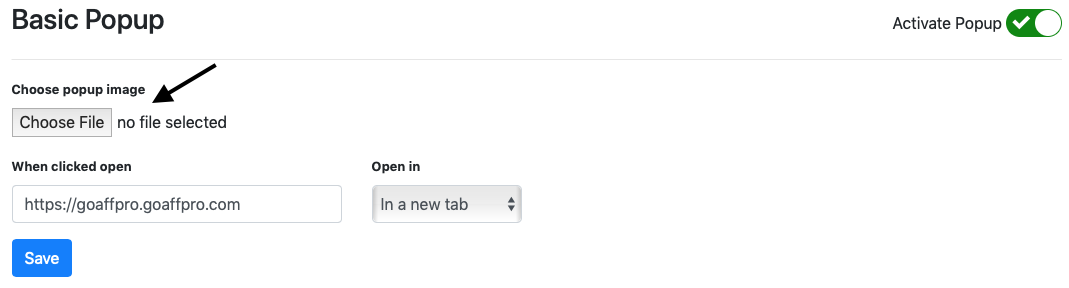 Basic Popup
Activate Popup
Choose popup image
Choose File no file selected
When clicked open
Open in
https://goaffpro.goaffpro.com
In a new tab
Save